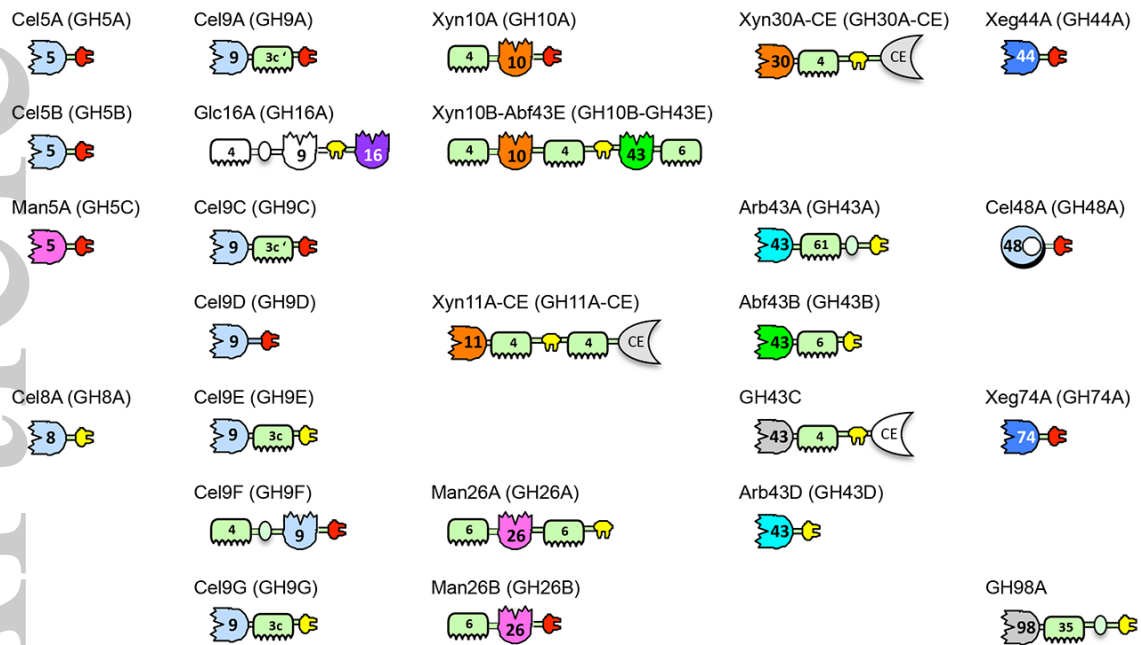 Cel5A (GH5A) Cel9A (GH9A) Xyn10A (GH10A) Xyn30A-CE (GH30A-CE) Xeg44A (GH44A)
5 9 3c‘ 4 10 30 4 CE 44
Cel5B (GH5B) Glc16A (GH16A) Xyn10B-Abf43E (GH10B-GH43E)
5 4 9 16 4 10 4 43 6
Man5A (GH5C) Cel9C (GH9C) Arb43A (GH43A) Cel48A (GH48A)
5 9 3c‘ 43 61 48
Cel9D (GH9D) Xyn11A-CE (GH11A-CE) Abf43B (GH43B)
9 11 4 4 CE 43 6
Cel8A (GH8A) Cel9E (GH9E) GH43C Xeg74A (GH74A)
8 9 3c 43 4 CE 74
Cel9F (GH9F) Man26A (GH26A) Arb43D (GH43D)
4 9 6 26 6 43
Cel9G (GH9G) Man26B (GH26B) GH98A
9 3c 6 26 98 35